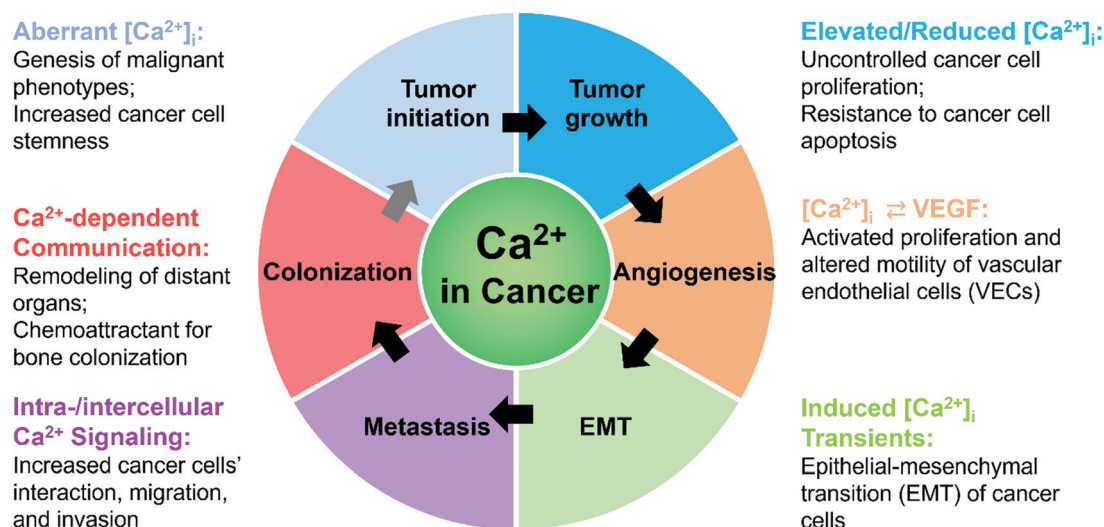 Aberrant [Ca²⁺]ᵢ:
Genesis of malignant
phenotypes;
Increased cancer cell
stemness
Ca²⁺-dependent
Communication:
Remodeling of distant
organs;
Chemoattractant for
bone colonization
Intra-/intercellular
Ca²⁺ Signaling:
Increased cancer cells’
interaction, migration,
and invasion
Tumor
initiation
Tumor
growth
Colonization
Ca²⁺
in Cancer
Angiogenesis
Metastasis
EMT
Elevated/Reduced [Ca²⁺]ᵢ:
Uncontrolled cancer cell
proliferation;
Resistance to cancer cell
apoptosis
[Ca²⁺]ᵢ ⇄ VEGF:
Activated proliferation and
altered motility of vascular
endothelial cells (VECs)
Induced [Ca²⁺]ᵢ
Transients:
Epithelial-mesenchymal
transition (EMT) of cancer
cells